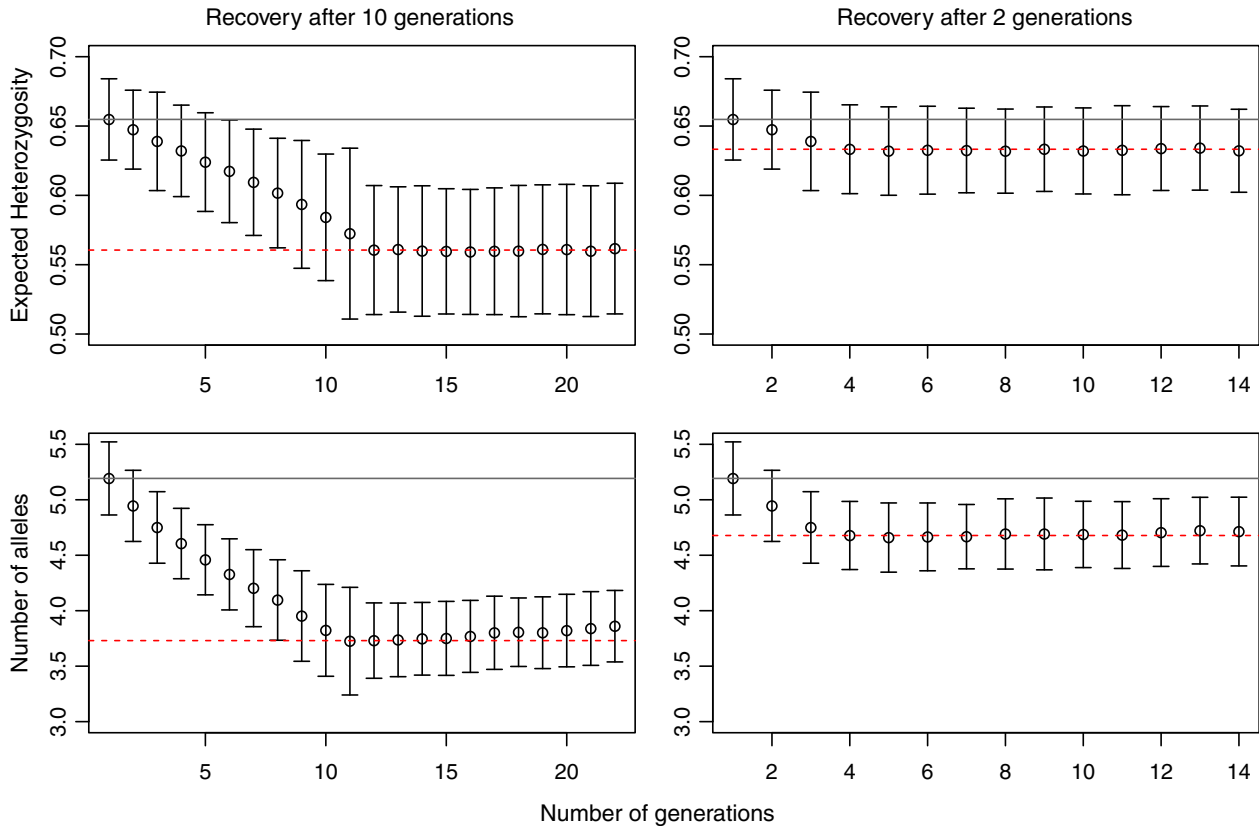 Recovery after 10 generations
Recovery after 2 generations
Expected Heterozygosity
0.70
0.65
0.60
0.55
0.50
5 10 15 20
0.70
0.65
0.60
0.55
0.50
2 4 6 8 10 12 14
Number of alleles
5.5
5.0
4.5
4.0
3.5
3.0
5 10 15 20
5.5
5.0
4.5
4.0
3.5
3.0
2 4 6 8 10 12 14
Number of generations